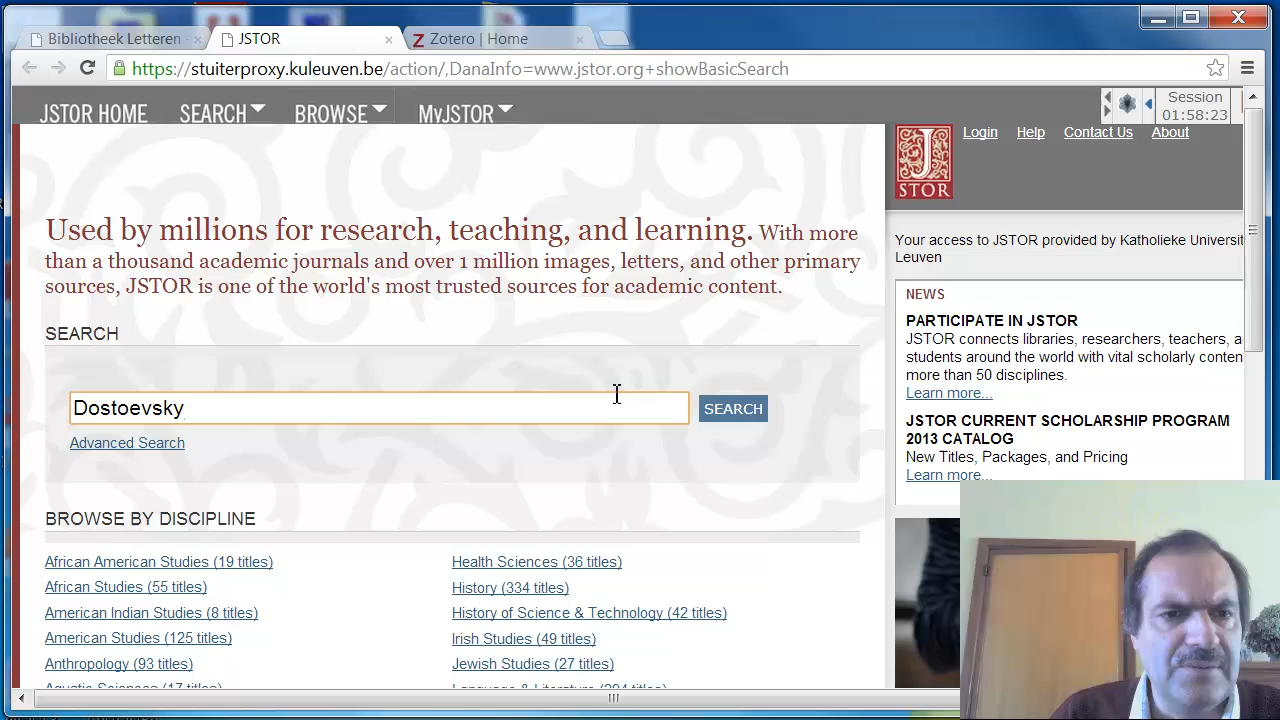 Bibliotheek Letteren
JSTOR
Zotero | Home
https://stuiterproxy.kuleuven.be/action/,DanaInfo=www.jstor.org+showBasicSearch
JSTOR HOME
SEARCH
BROWSE
MyJSTOR
Session
01:58:23
J
STOR
Login
Help
Contact Us
About
Used by millions for research, teaching, and learning. With more
than a thousand academic journals and over 1 million images, letters, and other primary
sources, JSTOR is one of the world's most trusted sources for academic content.
SEARCH
Dostoevsky
SEARCH
Advanced Search
BROWSE BY DISCIPLINE
African American Studies (19 titles)
African Studies (55 titles)
American Indian Studies (8 titles)
American Studies (125 titles)
Anthropology (93 titles)
Health Sciences (36 titles)
History (334 titles)
History of Science & Technology (42 titles)
Irish Studies (49 titles)
Jewish Studies (27 titles)
Your access to JSTOR provided by Katholieke Universit
Leuven
NEWS
PARTICIPATE IN JSTOR
JSTOR connects libraries, researchers, teachers, a
students around the world with vital scholarly conten
more than 50 disciplines.
Learn more...
JSTOR CURRENT SCHOLARSHIP PROGRAM
2013 CATALOG
New Titles, Packages, and Pricing
Learn more...